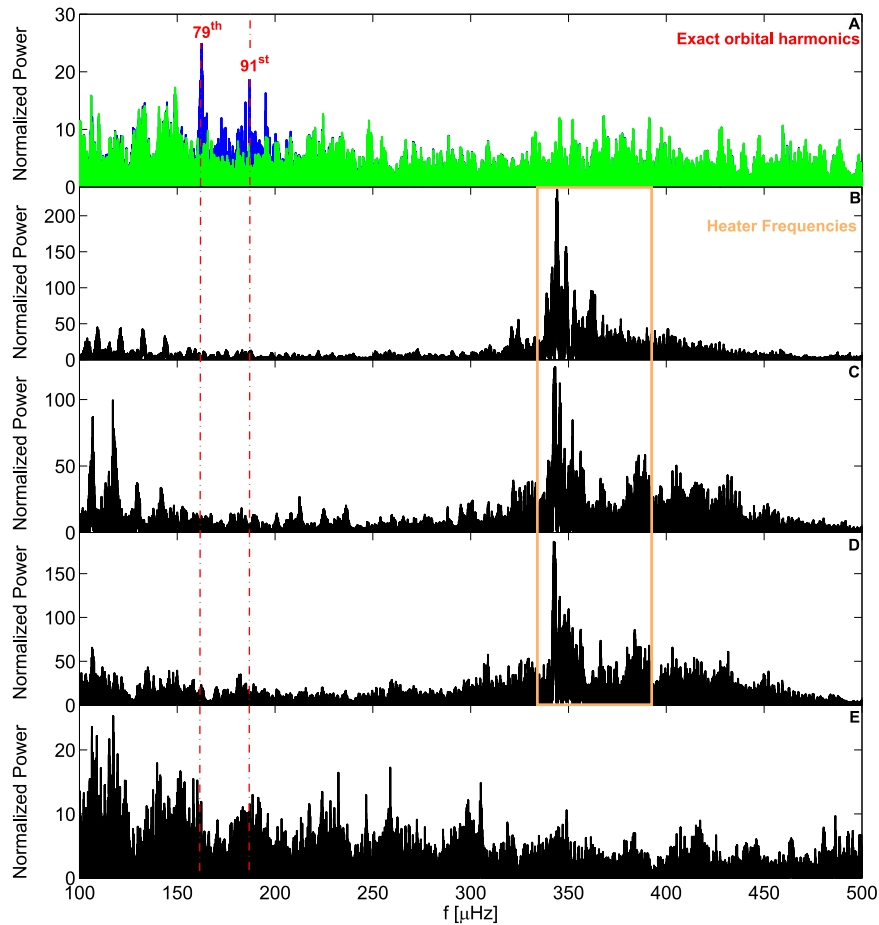 30
20
10
0
Normalized Power
79th
91st
A
Exact orbital harmonics
200
150
100
50
0
Normalized Power
B
Heater Frequencies
100
50
0
Normalized Power
C
150
100
50
0
Normalized Power
D
20
10
0
Normalized Power
E
100 150 200 250 300 350 400 450 500
f [μHz]